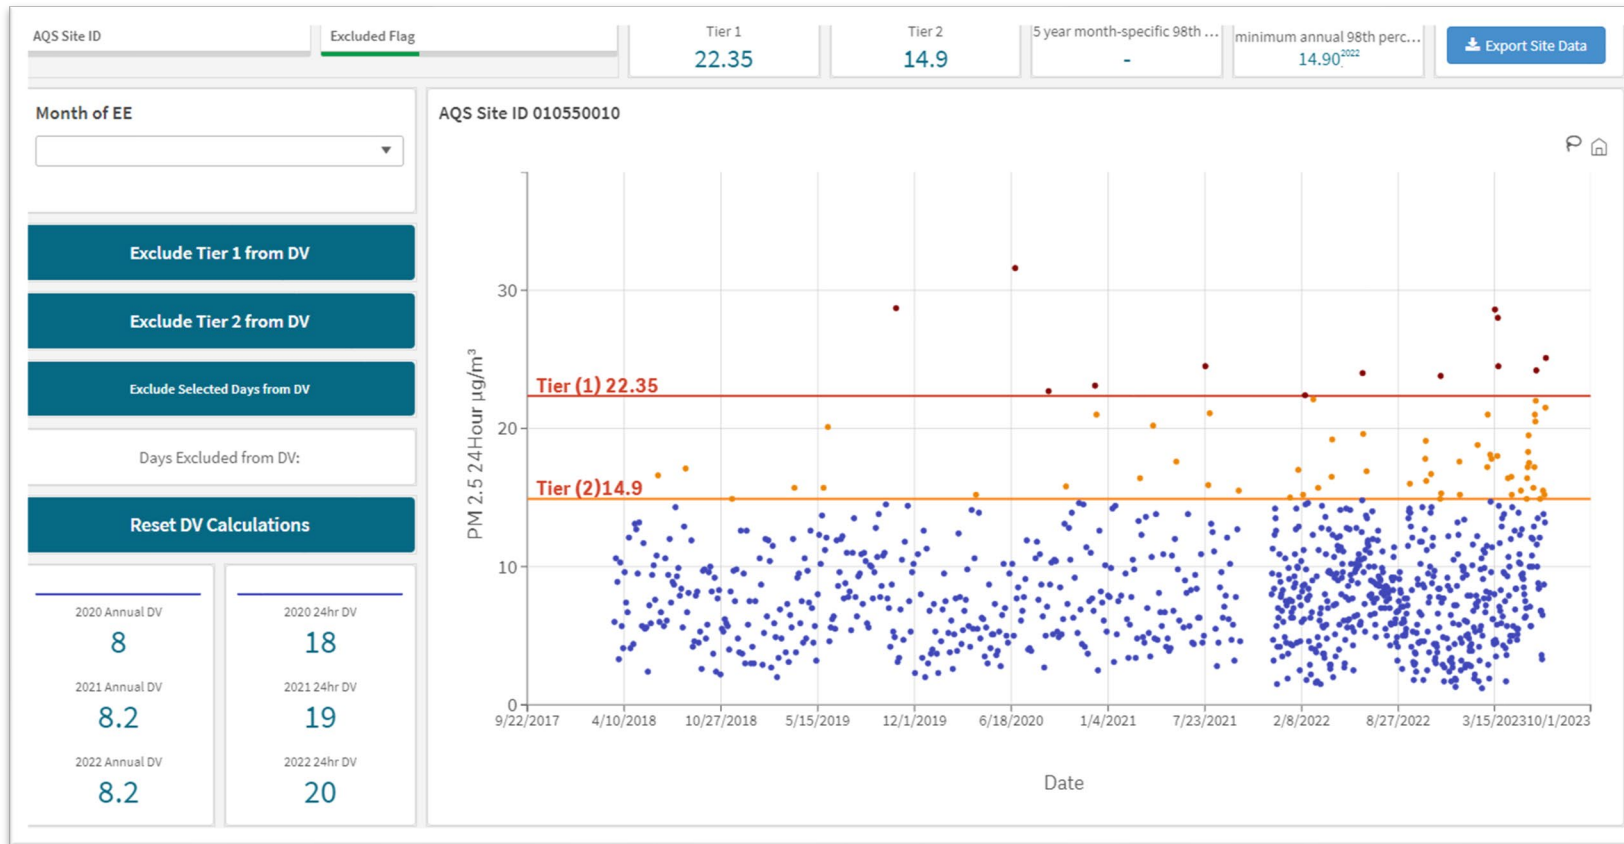 AQS Site ID
Excluded Flag
Tier 1
22.35
Tier 2
14.9
5 year month-specific 98th ...
-
minimum annual 98th perc...
14.90 2022
Export Site Data
Month of EE
Exclude Tier 1 from DV
Exclude Tier 2 from DV
Exclude Selected Days from DV
Days Excluded from DV:
Reset DV Calculations
2020 Annual DV
8
2021 Annual DV
8.2
2022 Annual DV
8.2
2020 24hr DV
18
2021 24hr DV
19
2022 24hr DV
20
AQS Site ID 010550010
PM 2.5 24Hour µg/m³
30
20
10
0
Tier (1) 22.35
Tier (2)14.9
9/22/2017 4/10/2018 10/27/2018 5/15/2019 12/1/2019 6/18/2020 1/4/2021 7/23/2021 2/8/2022 8/27/2022 3/15/2023 10/1/2023
Date